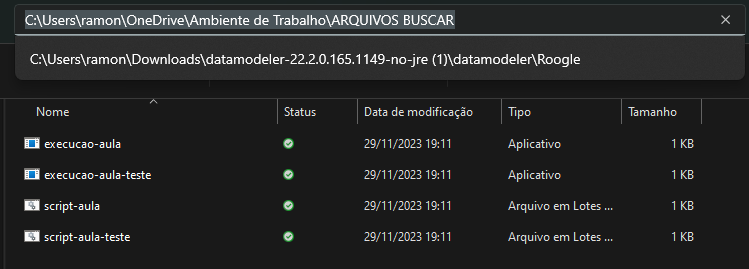 C:\Users\ramon\OneDrive\Ambiente de Trabalho\ARQUIVOS BUSCAR
C:\Users\ramon\Downloads\datamodeler-22.2.0.165.1149-no-jre (1)\datamodeler\Roogle
Nome Status Data de modificação Tipo Tamanho
execucao-aula 29/11/2023 19:11 Aplicativo 1 KB
execucao-aula-teste 29/11/2023 19:11 Aplicativo 1 KB
script-aula 29/11/2023 19:11 Arquivo em Lotes ... 1 KB
script-aula-teste 29/11/2023 19:11 Arquivo em Lotes ... 1 KB